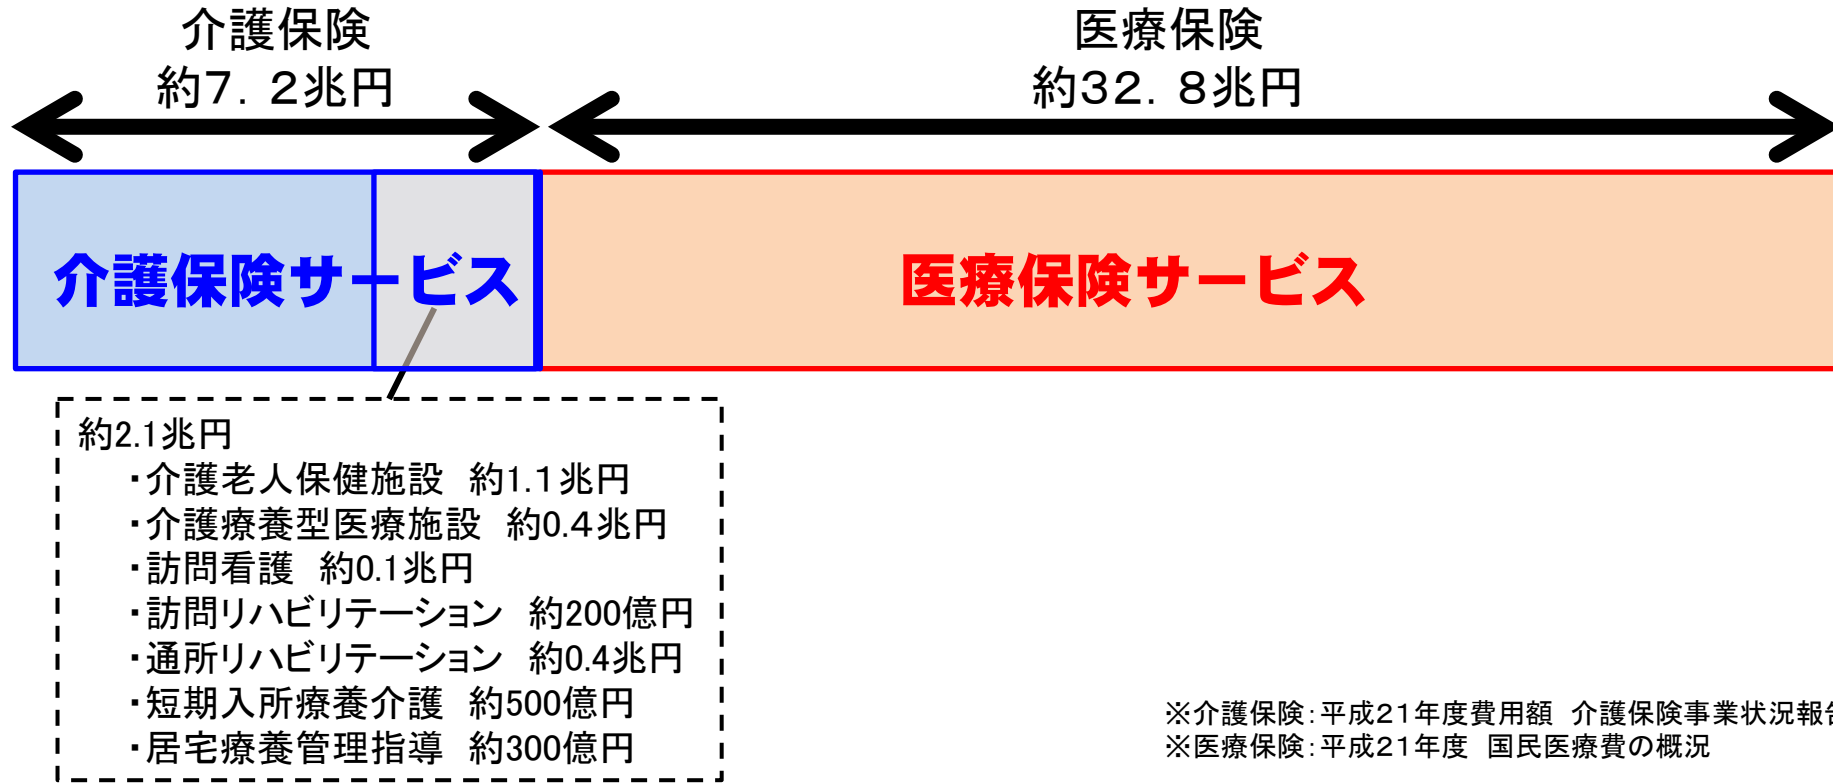 介護保険
約7．2兆円
医療保険
約32．8兆円
介護保険サービス
医療保険サービス
約2.1兆円
・介護老人保健施設　約1.1兆円
・介護療養型医療施設　約0.4兆円
・訪問看護　約0.1兆円
・訪問リハビリテーション　約200億円
・通所リハビリテーション　約0.4兆円
・短期入所療養介護　約500億円
・居宅療養管理指導　約300億円
※介護保険：平成21年度費用額　介護保険事業状況報告
※医療保険：平成21年度　国民医療費の概況